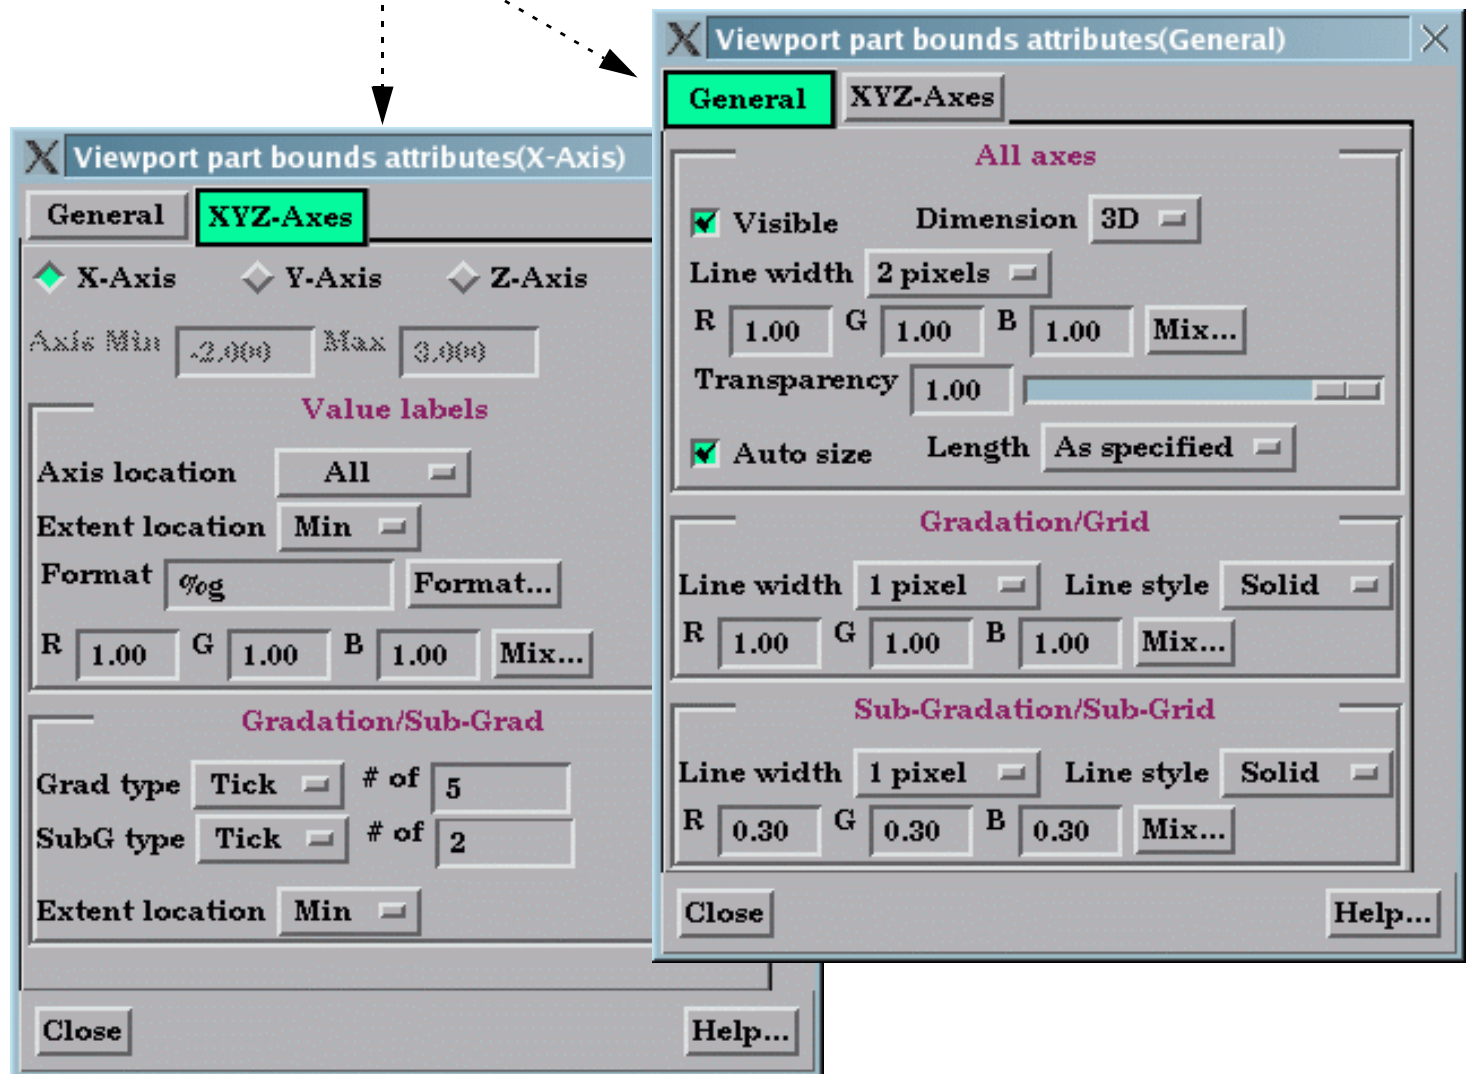 Viewport part bounds attributes(X-Axis)
General XYZ-Axes
X-Axis Y-Axis Z-Axis
Axis Min -2.000 Max 3.000
Value labels
Axis location All
Extent location Min
Format %g Format...
R 1.00 G 1.00 B 1.00 Mix...
Gradation/Sub-Grad
Grad type Tick # of 5
SubG type Tick # of 2
Extent location Min
Close Help...
Viewport part bounds attributes(General)
General XYZ-Axes
All axes
Visible Dimension 3D
Line width 2 pixels
R 1.00 G 1.00 B 1.00 Mix...
Transparency 1.00
Auto size Length As specified
Gradation/Grid
Line width 1 pixel Line style Solid
R 1.00 G 1.00 B 1.00 Mix...
Sub-Gradation/Sub-Grid
Line width 1 pixel Line style Solid
R 0.30 G 0.30 B 0.30 Mix...
Close Help...